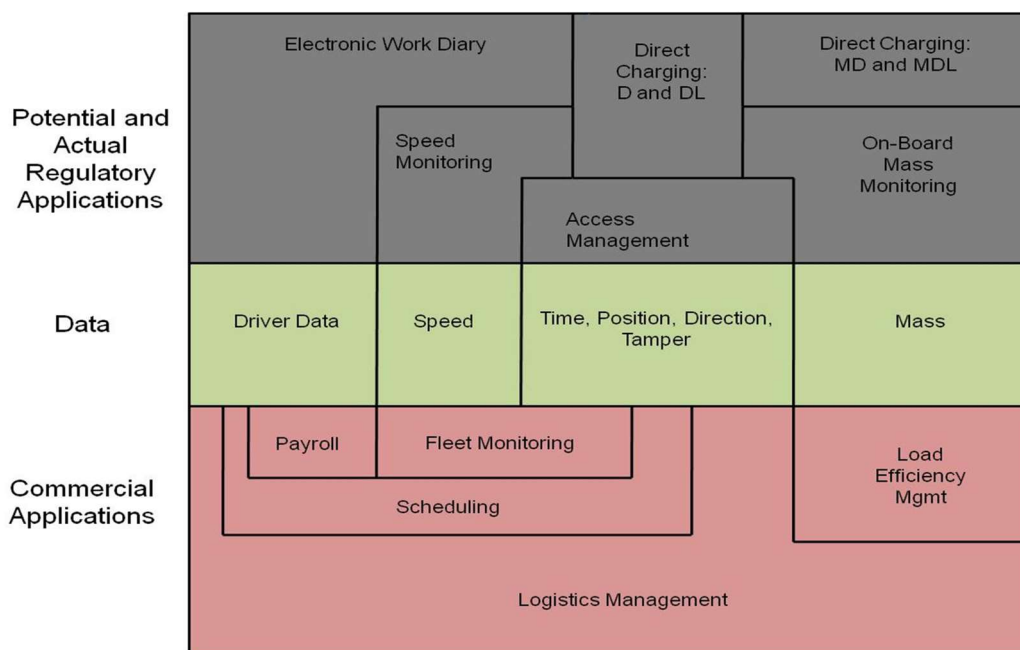 Potential and
Actual
Regulatory
Applications
Electronic Work Diary
Direct
Charging:
D and DL
Direct Charging:
MD and MDL
Speed
Monitoring
On-Board
Mass
Monitoring
Access
Management
Data
Driver Data
Speed
Time, Position, Direction,
Tamper
Mass
Commercial
Applications
Payroll
Fleet Monitoring
Load
Efficiency
Mgmt
Scheduling
Logistics Management